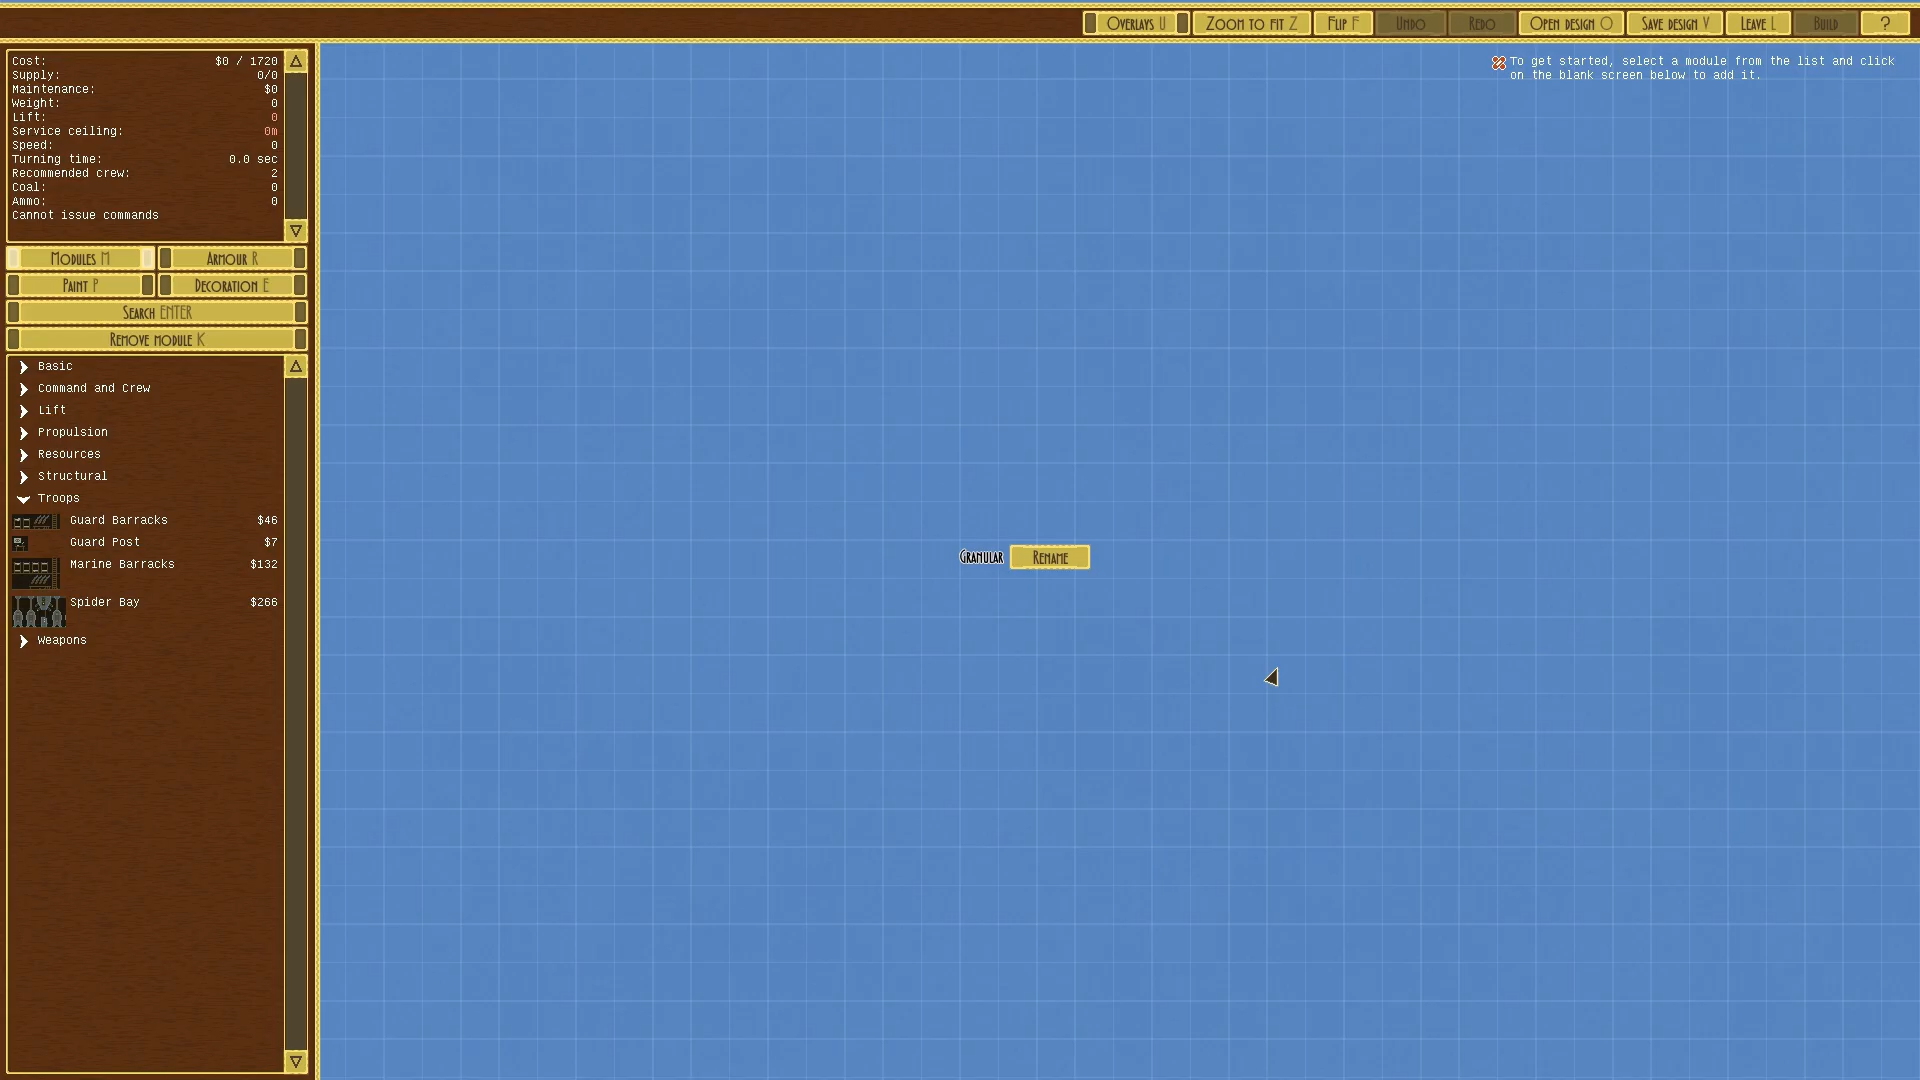 Overlays U
Zoom to fit Z
Flip F
Undo
Redo
Open design O
Save design V
Leave L
Build
?
Cost: $0 / 1720
Supply: 0/0
Maintenance: $0
Weight: 0
Lift: 0
Service ceiling: 0m
Speed: 0
Turning time: 0.0 sec
Recommended crew: 2
Coal: 0
Ammo: 0
Cannot issue commands
To get started, select a module from the list and click
on the blank screen below to add it.
Modules M
Armour R
Paint P
Decoration E
Search ENTER
Remove module K
Basic
Command and Crew
Lift
Propulsion
Resources
Structural
Troops
Guard Barracks $46
Guard Post $7
Marine Barracks $132
Spider Bay $266
Weapons
Granular
Rename